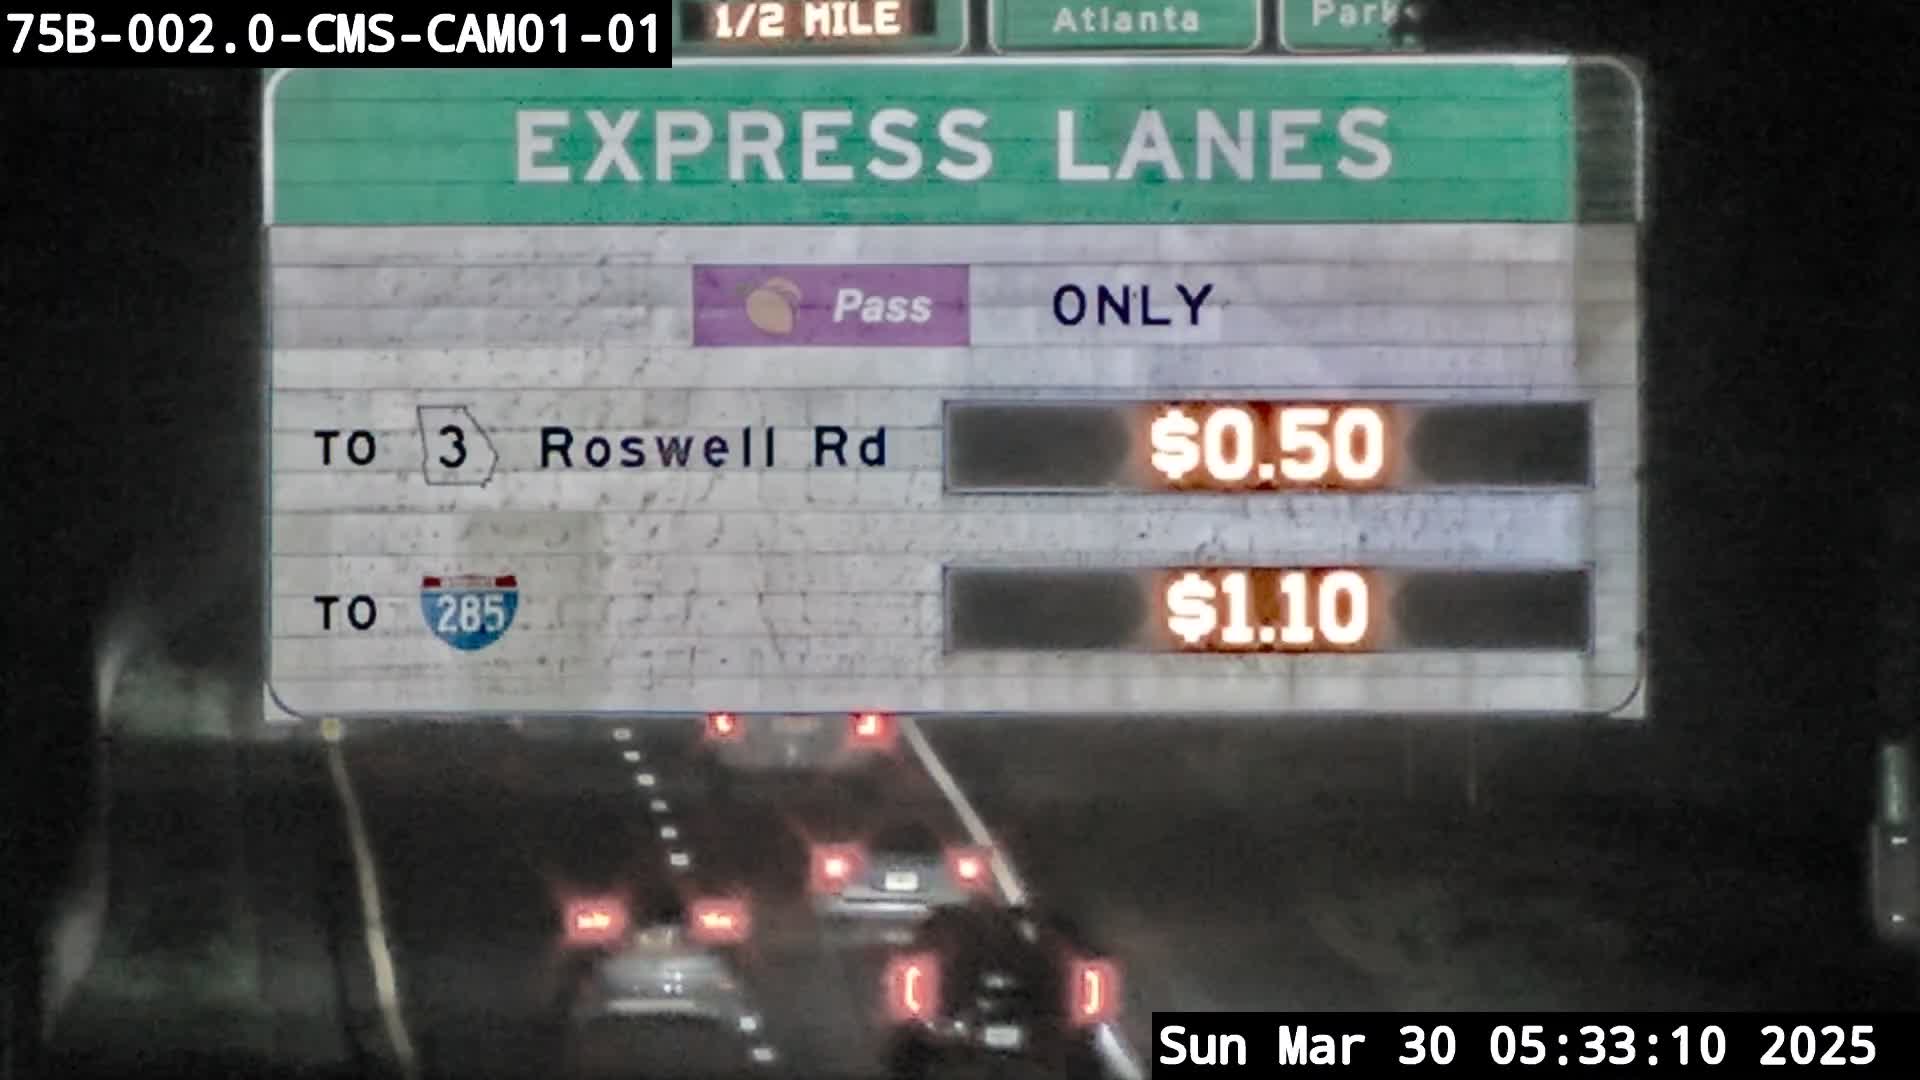 75B-002.0-CMS-CAM01-01
1/2 MILE
Atlanta
Park
EXPRESS LANES
Pass ONLY
TO 3 Roswell Rd $0.50
TO 285 $1.10
Sun Mar 30 05:33:10 2025